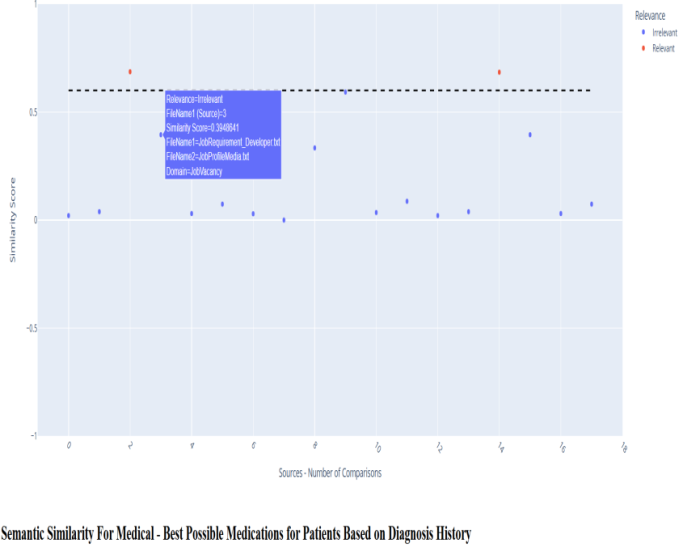 Relevance
Irrelevant
Relevant
1
0.5
0
−0.5
−1
Similarity Score
Relevance=Irrelevant
FileName1 (Source)=3
Similarity Score=0.3948641
FileName1=JobRequirement_Developer.txt
FileName2=JobProfileMedia.txt
Domain=JobVacancy
0 2 4 6 8 10 12 14 16 18
Sources - Number of Comparisons
Semantic Similarity For Medical - Best Possible Medications for Patients Based on Diagnosis History